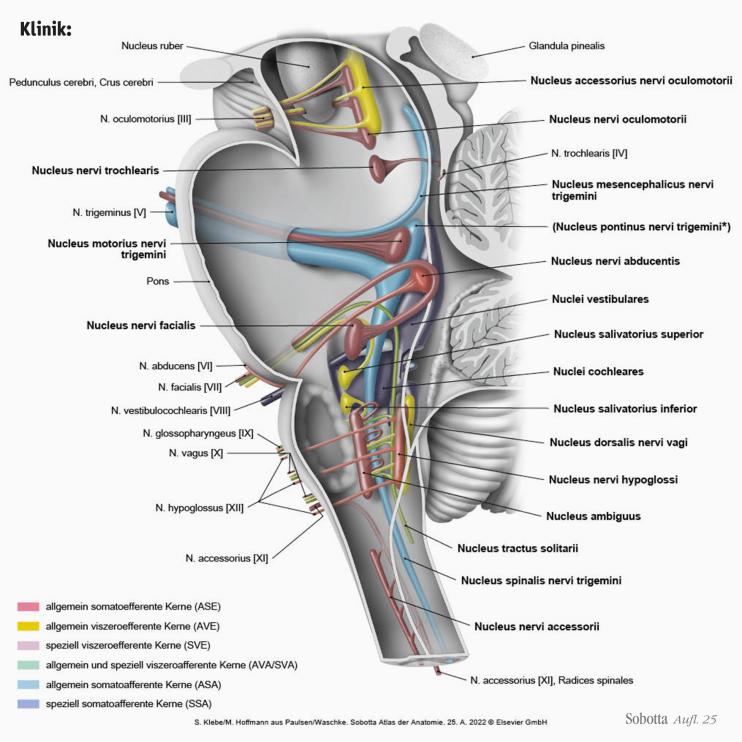 Klinik:
Nucleus ruber
Glandula pinealis
Pedunculus cerebri, Crus cerebri
Nucleus accessorius nervi oculomotorii
N. oculomotorius [III]
Nucleus nervi oculomotorii
N. trochlearis [IV]
Nucleus nervi trochlearis
Nucleus mesencephalicus nervi
trigemini
N. trigeminus [V]
(Nucleus pontinus nervi trigemini*)
Nucleus motorius nervi
trigemini
Nucleus nervi abducentis
Pons
Nuclei vestibulares
Nucleus nervi facialis
Nucleus salivatorius superior
N. abducens [VI]
Nuclei cochleares
N. facialis [VII]
N. vestibulocochlearis [VIII]
Nucleus salivatorius inferior
N. glossopharyngeus [IX]
Nucleus dorsalis nervi vagi
N. vagus [X]
Nucleus nervi hypoglossi
N. hypoglossus [XII]
Nucleus ambiguus
Nucleus tractus solitarii
N. accessorius [XI]
Nucleus spinalis nervi trigemini
Nucleus nervi accessorii
N. accessorius [XI], Radices spinales
allgemein somatoefferente Kerne (ASE)
allgemein viszeroefferente Kerne (AVE)
speziell viszeroefferente Kerne (SVE)
allgemein und speziell viszeroafferente Kerne (AVA/SVA)
allgemein somatoafferente Kerne (ASA)
speziell somatoafferente Kerne (SSA)
S. Klebe/M. Hoffmann aus Paulsen/Waschke. Sobotta Atlas der Anatomie. 25. A. 2022 © Elsevier GmbH
Sobotta Aufl. 25